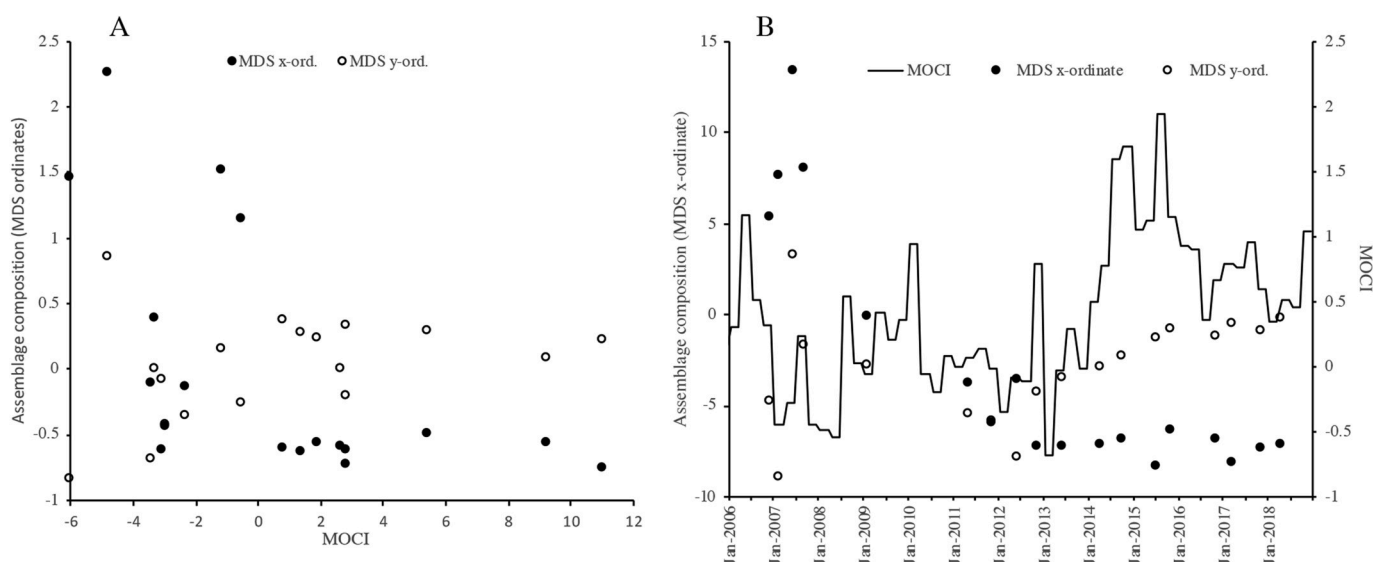 A
2.5
2
1.5
1
0.5
0
-0.5
-1
Assemblage composition (MDS ordinates)
MDS x-ord. MDS y-ord.
-6 -4 -2 0 2 4 6 8 10 12
MOCI
B
15
10
5
0
-5
-10
Assemblage composition (MDS x-ordinate)
MOCI MDS x-ordinate MDS y-ord.
2.5
2
1.5
1
0.5
0
-0.5
-1
MOCI
Jan-2006
Jan-2007
Jan-2008
Jan-2009
Jan-2010
Jan-2011
Jan-2012
Jan-2013
Jan-2014
Jan-2015
Jan-2016
Jan-2017
Jan-2018